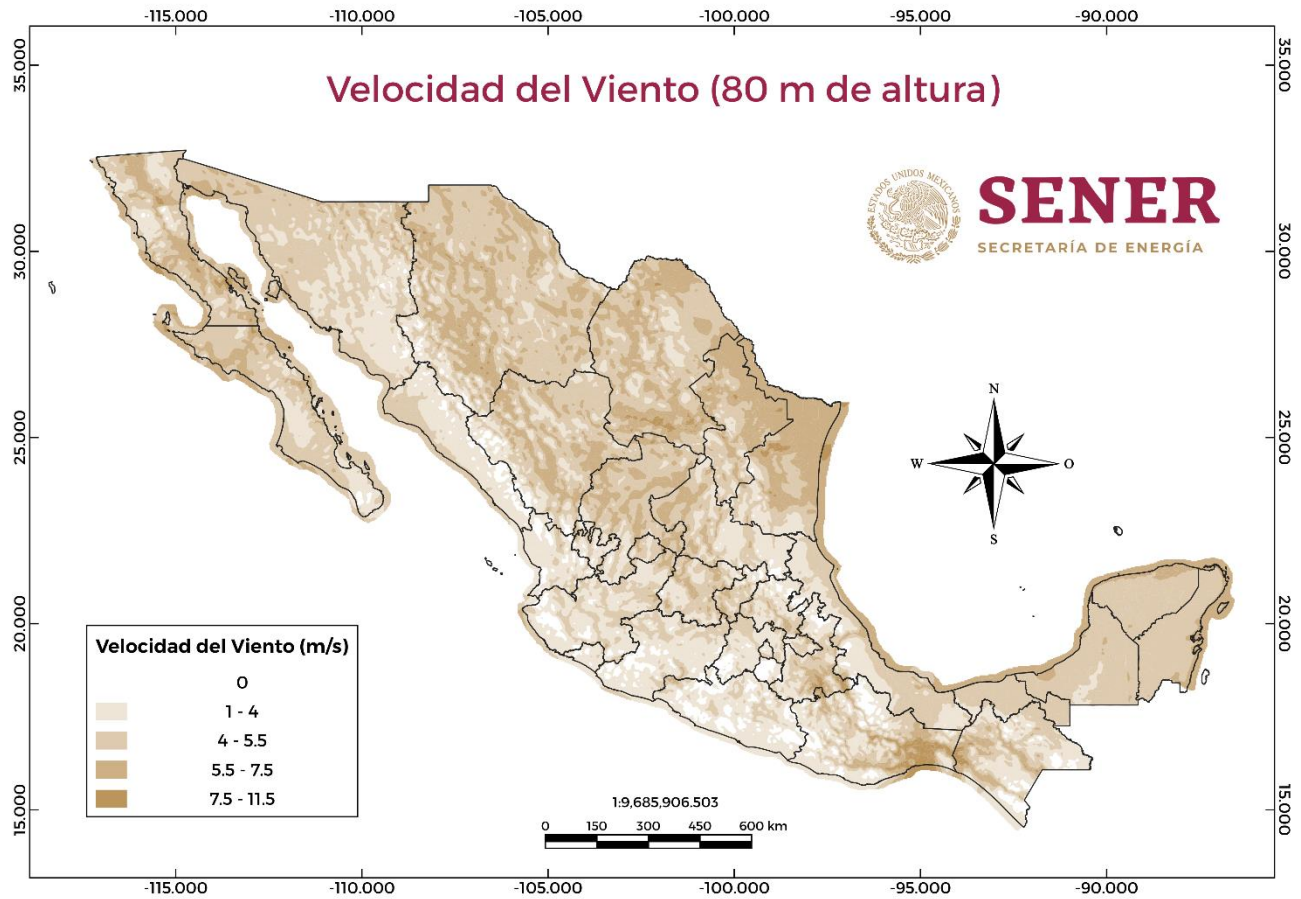 -115.000 -110.000 -105.000 -100.000 -95.000 -90.000
35.000 35.000
Velocidad del Viento (80 m de altura)
ESTADOS UNIDOS MEXICANOS
SENER
SECRETARÍA DE ENERGÍA
30.000 30.000
N
25.000 25.000
W O
S
20.000 20.000
Velocidad del Viento (m/s)
0
1 - 4
4 - 5.5
5.5 - 7.5
7.5 - 11.5
1:9,685,906.503
0 150 300 450 600 km
15.000 15.000
-115.000 -110.000 -105.000 -100.000 -95.000 -90.000